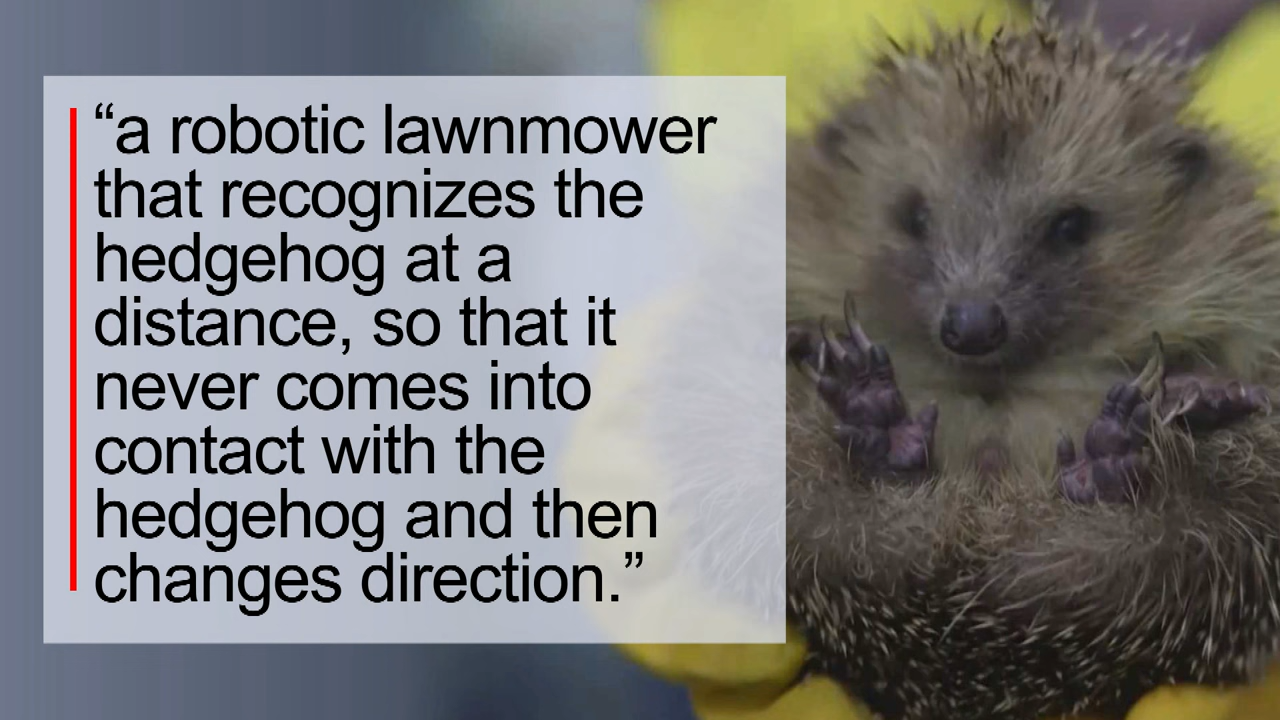 “a robotic lawnmower
that recognizes the
hedgehog at a
distance, so that it
never comes into
contact with the
hedgehog and then
changes direction.”